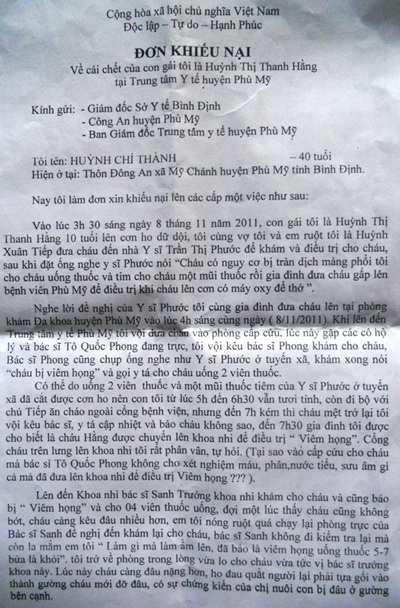 Cộng hòa xã hội chủ nghĩa Việt Nam
Độc lập – Tự do – Hạnh Phúc
ĐƠN KHIẾU NẠI
Về cái chết của con gái tôi là Huỳnh Thị Thanh Hằng
tại Trung tâm Y tế huyện Phù Mỹ
Kính gửi: - Giám đốc Sở Y tế Bình Định
- Công An huyện Phù Mỹ
- Ban Giám đốc Trung tâm y tế huyện Phù Mỹ
Tôi tên: HUỲNH CHÍ THÀNH – 40 tuổi
Hiện ở tại: Thôn Đông An xã Mỹ Chánh huyện Phù Mỹ tỉnh Bình Định.
Nay tôi làm đơn xin khiếu nại lên các cấp một việc như sau:
Vào lúc 3h 30 sáng ngày 8 tháng 11 năm 2011, con gái tôi là Huỳnh Thị
Thanh Hằng 10 tuổi lên cơn ho dữ dội, tôi cùng vợ tôi và em ruột tôi là Huỳnh
Xuân Tiếp đưa cháu đến nhà Y sĩ Trần Thị Phước để khám và điều trị cho cháu,
sau khi đặt ống nghe y sĩ Phước nói "Cháu có nguy cơ bị tràn dịch màng phổi tôi
cho cháu uống thuốc và tim cho cháu một mũi thuốc rồi gia đình đưa cháu gấp lên
bệnh viện Phù Mỹ để điều trị khi cháu lên cơn có máy oxy để thở ".
Nghe lời đề nghị của Y sĩ Phước tôi cùng gia đình đưa cháu lên tại phòng
khám Đa khoa huyện Phù Mỹ vào lúc 4h sáng cùng ngày ( 8/11/2011). Khi lên đến
Trung tâm y tế Phù Mỹ tôi vội đưa cháu vào phòng cấp cứu, lúc này gặp các cô hộ
lý và bác sĩ Tô Quốc Phong đang trực, tôi vội kêu bác sĩ Phong khám cho cháu,
Bác sĩ Phong cũng chụp ống nghe như Y sĩ Phước ở tuyến xã, khám xong nói
"cháu bị viêm họng" và gọi y tá cho cháu uống 2 viên thuốc.
Có thể do uống 2 viên thuốc và một mũi thuốc tiêm của Y sĩ Phước ở tuyến
xã đã cắt được cơn ho nên con tôi từ lúc 5h đến 6h30 vẫn tươi tinh, còn đi bộ với
chú Tiếp ăn cháo ngoài cổng bệnh viện, nhưng đến 7h kém thì cháu mệt trở lại tôi
vội kêu bác sĩ, y tá cập nhiệt và bảo cháu không sao, đến 7h30 gia đình tôi được
cho biết là cháu Hằng được chuyển lên khoa nhi để điều trị " Viêm họng". Cổng
cháu trên lưng lên khoa nhi tôi rất phân vân, tự hỏi. (Tại sao vào cấp cứu cho cháu
mà bác sĩ Tô Quốc Phong không cho xét nghiệm máu, phân,nước tiểu, siêu âm gì
cả mà đã đưa lên khoa nhi để điều trị Viêm họng ??? ).
Lên đến Khoa nhi bác sĩ Sanh Trưởng khoa nhi khám cho cháu và cũng bảo
bị " Viêm họng" và cho 04 viên thuốc uống, đợi một lúc thấy cháu cũng không
bớt, cháu càng kêu đau nhiều hơn, em tôi nóng ruột quá chạy lại phòng trực của
Bác sĩ Sanh đề nghị đến khám lại cho cháu, bác sĩ Sanh không đi kiểm tra lại mà
còn la mắng em tôi " Làm gì mà làm ầm lên, đã bảo là viêm họng uống thuốc 5-7
bữa là khỏi". tôi trở về phòng trong lòng vừa lo cho cháu vừa tức vị bác sĩ trưởng
khoa này. Lúc này cháu càng đau nặng hơn, ho đau quặt người lại phải tựa gối vào
thành giường cháu mới đỡ đau, có sự chứng kiến của chị nuôi con bị đau ở giường
bên cạnh.